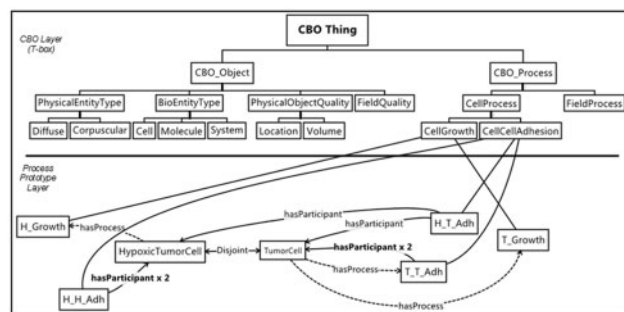 CBO Layer
(T-box)
CBO Thing
CBO_Object
CBO_Process
PhysicalEntityType
BioEntityType
PhysicalObjectQuality
FieldQuality
CellProcess
FieldProcess
Diffuse
Corpuscular
Cell
Molecule
System
Location
Volume
CellGrowth
CellCellAdhesion
Process
Prototype
Layer
H_Growth
hasProcess
HypoxicTumorCell
Disjoint
TumorCell
hasParticipant
hasParticipant
H_T_Adh
T_Growth
hasParticipant x 2
hasProcess
T_T_Adh
hasParticipant x 2
H_H_Adh
hasProcess